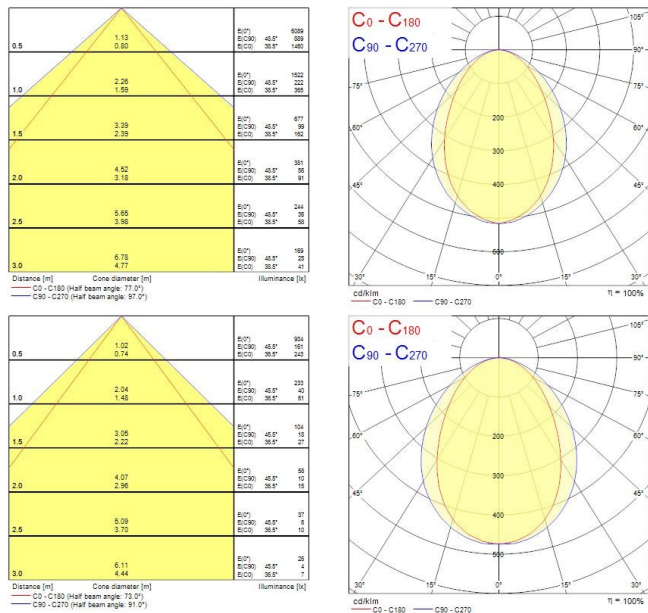 E(0°) 6089
1.13 E(C90) 48.5° 889
0.5 0.80 E(C0) 38.5° 1460
E(0°) 1522
2.26 E(C90) 48.5° 222
1.0 1.59 E(C0) 38.5° 365
E(0°) 677
3.39 E(C90) 48.5° 99
1.5 2.39 E(C0) 38.5° 162
E(0°) 381
4.52 E(C90) 48.5° 56
2.0 3.18 E(C0) 38.5° 91
E(0°) 244
5.65 E(C90) 48.5° 36
2.5 3.98 E(C0) 38.5° 58
E(0°) 169
6.78 E(C90) 48.5° 25
3.0 4.77 E(C0) 38.5° 41
Distance [m] Cone diameter [m] Illuminance [lx]
C0 - C180 (Half beam angle: 77.0°)
C90 - C270 (Half beam angle: 97.0°)
C0 - C180
C90 - C270
105° 105°
90° 90°
75° 75°
200
60° 60°
300
45° 400 45°
30° 15° 0° 15° 30°
cd/klm η = 100%
C0 - C180 C90 - C270
E(0°) 934
1.02 E(C90) 45.5° 161
0.5 0.74 E(C0) 36.5° 243
E(0°) 233
2.04 E(C90) 45.5° 40
1.0 1.48 E(C0) 36.5° 61
E(0°) 104
3.05 E(C90) 45.5° 18
1.5 2.22 E(C0) 36.5° 27
E(0°) 58
4.07 E(C90) 45.5° 10
2.0 2.96 E(C0) 36.5° 15
E(0°) 37
5.09 E(C90) 45.5° 6
2.5 3.70 E(C0) 36.5° 10
E(0°) 26
6.11 E(C90) 45.5° 4
3.0 4.44 E(C0) 36.5° 7
Distance [m] Cone diameter [m] Illuminance [lx]
C0 - C180 (Half beam angle: 73.0°)
C90 - C270 (Half beam angle: 91.0°)
C0 - C180
C90 - C270
105° 105°
90° 90°
75° 75°
60° 200 60°
300
45° 400 45°
500
30° 15° 0° 15° 30°
cd/klm η = 100%
C0 - C180 C90 - C270